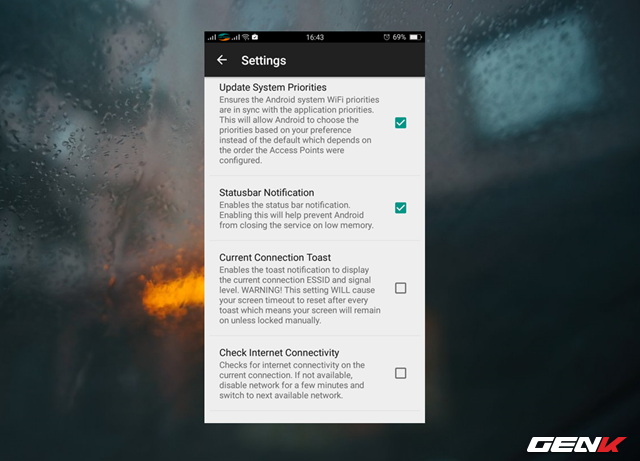 16:43
69%
Settings
Update System Priorities
Ensures the Android system WiFi priorities
are in sync with the application priorities.
This will allow Android to choose the
priorities based on your preference
instead of the default which depends on
the order the Access Points were
configured.
Statusbar Notification
Enables the status bar notification.
Enabling this will help prevent Android
from closing the service on low memory.
Current Connection Toast
Enables the toast notification to display
the current connection ESSID and signal
level. WARNING! This setting WILL cause
your screen timeout to reset after every
toast which means your screen will remain
on unless locked manually.
Check Internet Connectivity
Checks for internet connectivity on the
current connection. If not available,
disable network for a few minutes and
switch to next available network.
GENK